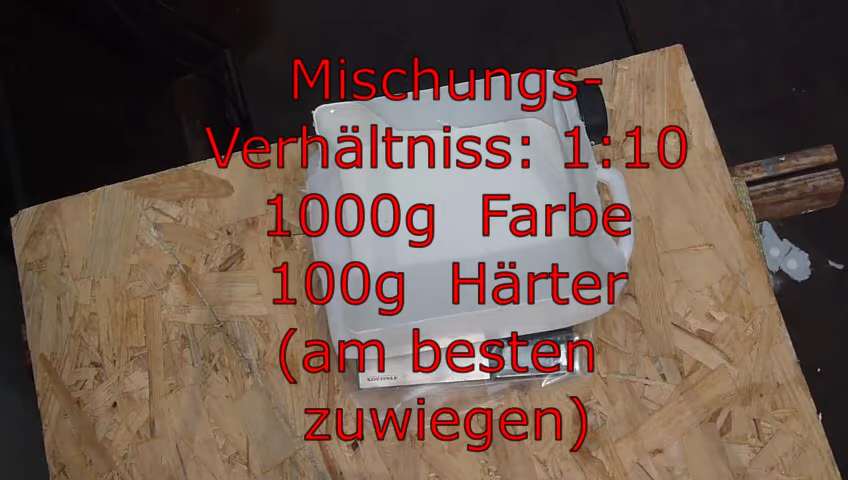 Mischungs-
Verhältniss: 1:10
1000g Farbe
100g Härter
(am besten
zuwiegen)